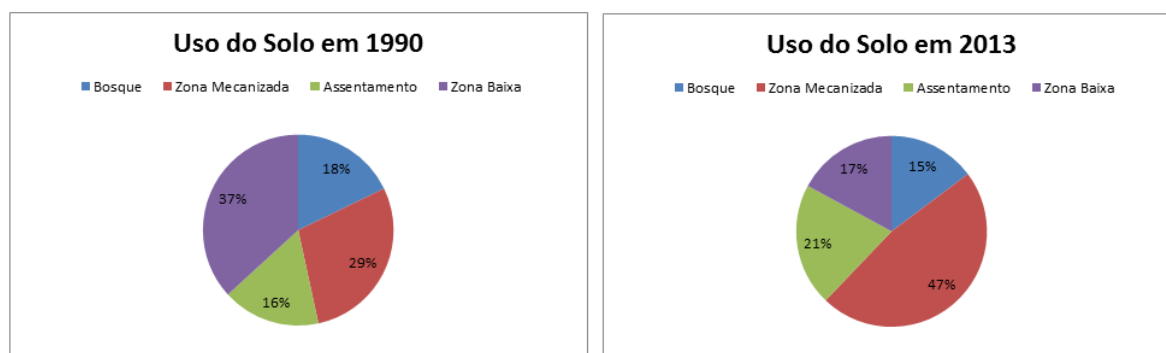 Uso do Solo em 1990
Bosque Zona Mecanizada Assentamento Zona Baixa
18%
37%
29%
16%
Uso do Solo em 2013
Bosque Zona Mecanizada Assentamento Zona Baixa
17%
15%
21%
47%